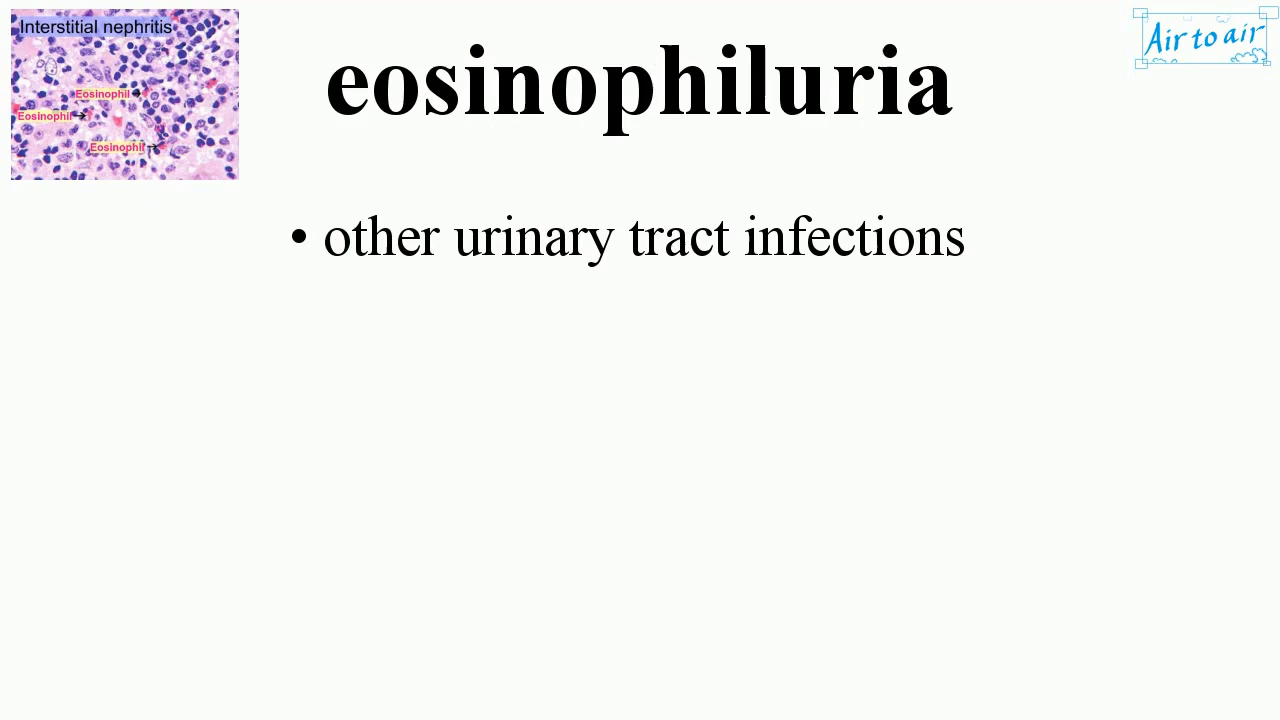 Interstitial nephritis
Eosinophil
Eosinophil
Eosinophil
Air to air
eosinophiluria
• other urinary tract infections